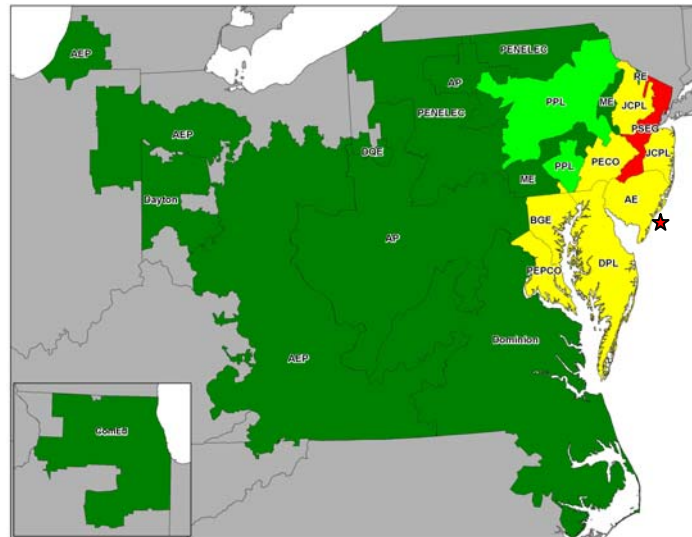 AEP
PENELEC
AP
RE
PPL
ME
JCPL
PENELEC
PSEG
AEP
DQE
PECO
JCPL
PPL
ME
Dayton
AE
BGE
AP
DPL
PEPCO
Dominion
AEP
ComEd